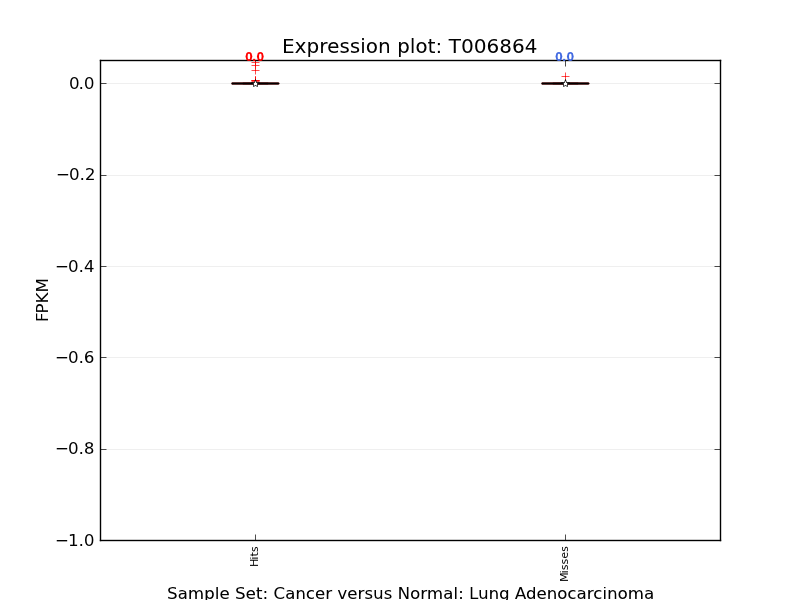 Expression plot: T006864
0.0
0.0
0.0
−0.2
−0.4
−0.6
−0.8
−1.0
FPKM
Hits
Misses
Sample Set: Cancer versus Normal: Lung Adenocarcinoma